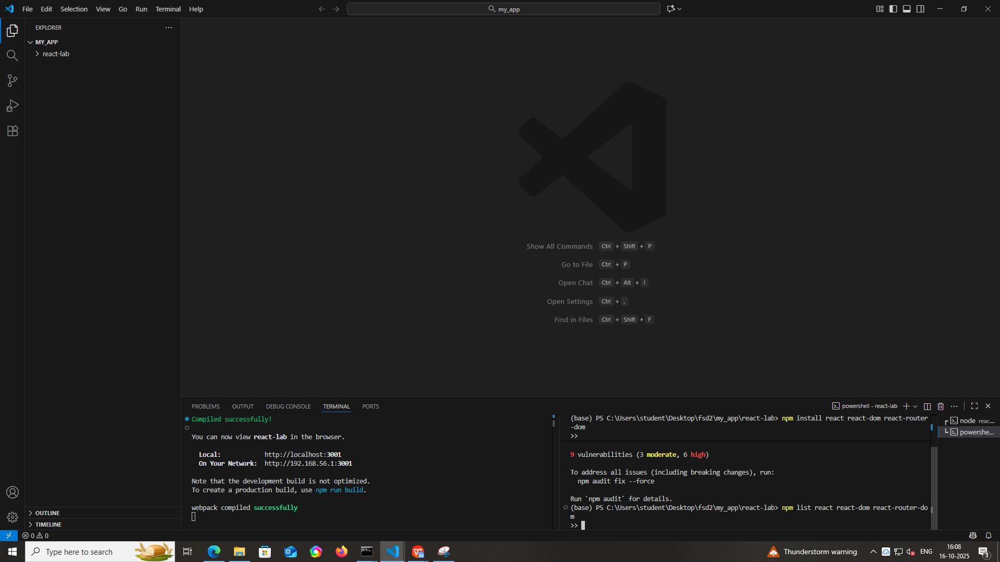 File Edit Selection View Go Run Terminal Help
my_app
EXPLORER
MY_APP
react-lab
Show All Commands Ctrl + Shift + P
Go to File Ctrl + P
Open Chat Ctrl + Alt + I
Open Settings Ctrl + ,
Find in Files Ctrl + Shift + F
PROBLEMS OUTPUT DEBUG CONSOLE TERMINAL PORTS
powershell - react-lab
Compiled successfully!
You can now view react-lab in the browser.
Local: http://localhost:3001
On Your Network: http://192.168.56.1:3001
Note that the development build is not optimized.
To create a production build, use npm run build.
webpack compiled successfully
(base) PS C:\Users\student\Desktop\fsd2\my_app\react-lab> npm install react react-dom react-router
-dom
>>
9 vulnerabilities (3 moderate, 6 high)
To address all issues (including breaking changes), run:
npm audit fix --force
Run `npm audit` for details.
(base) PS C:\Users\student\Desktop\fsd2\my_app\react-lab> npm list react react-dom react-router-do
m
>>
node reac...
powershe...
OUTLINE
TIMELINE
0 0
Type here to search
Thunderstorm warning
ENG
16:08
16-10-2025
3